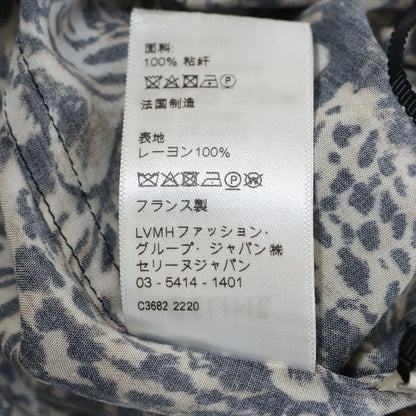 面料:
100% 粘纤
法国制造
表地
レーヨン100%
フランス製
LVMHファッション・
グループ・ジャパン㈱
セリーヌジャパン
03 - 5414 - 1401
C3682 2220